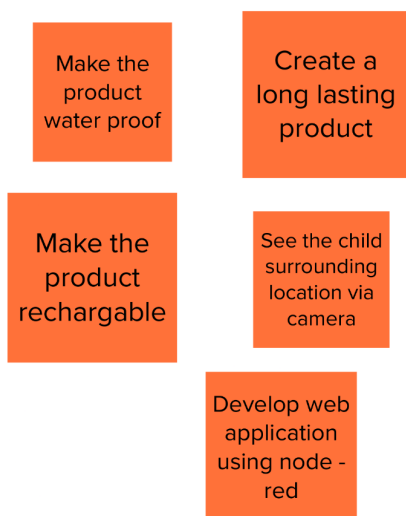 Make the
product
water proof
Create a
long lasting
product
Make the
product
rechargable
See the child
surrounding
location via
camera
Develop web
application
using node -
red